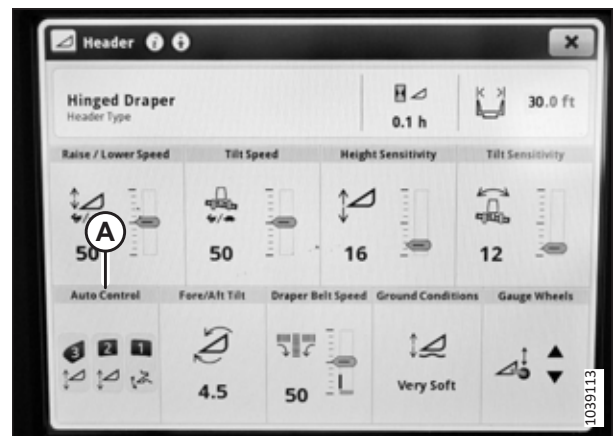 Header
Hinged Draper
Header Type
0.1 h
30.0 ft
Raise / Lower Speed
Tilt Speed
Height Sensitivity
Tilt Sensitivity
50
50
16
12
A
Auto Control
Fore/Aft Tilt
Draper Belt Speed
Ground Conditions
Gauge Wheels
3 2 1
4.5
50
Very Soft
1039113